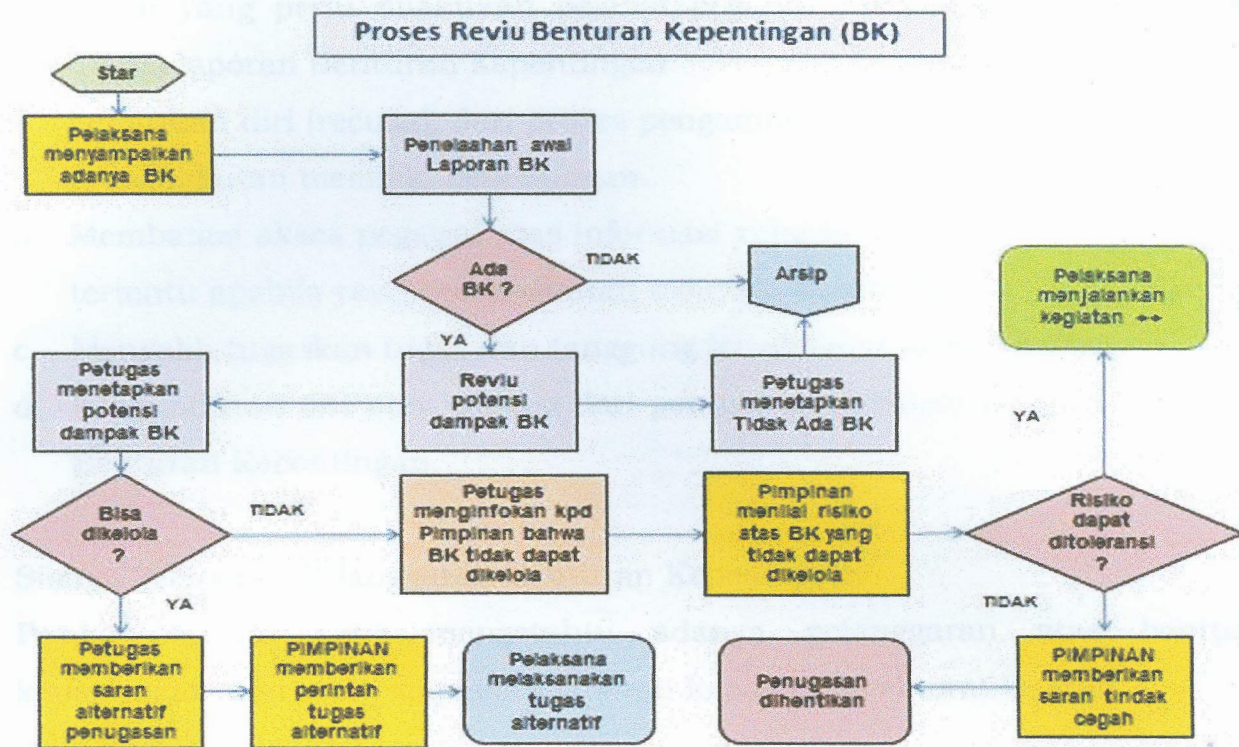 Proses Reviu Benturan Kepentingan (BK)
Star
Pelaksana
menyampaikan
adanya BK
Penelaahan awal
Laporan BK
Ada
BK ?
TIDAK
Arsip
Pelaksana
menjalankan
kegiatan ++
YA
Petugas
menetapkan
potensi
dampak BK
Reviu
potensi
dampak BK
Petugas
menetapkan
Tidak Ada BK
YA
Bisa
dikelola
?
TIDAK
Petugas
menginfokan kpd
Pimpinan bahwa
BK tidak dapat
dikelola
Pimpinan
menilai risiko
atas BK yang
tidak dapat
dikelola
Risiko
dapat
ditoleransi
?
YA
TIDAK
Petugas
memberikan
saran
alternatif
penugasan
PIMPINAN
memberikan
perintah
tugas
alternatif
Pelaksana
melaksanakan
tugas
alternatif
Penugasan
dihentikan
PIMPINAN
memberikan
saran tindak
cegah